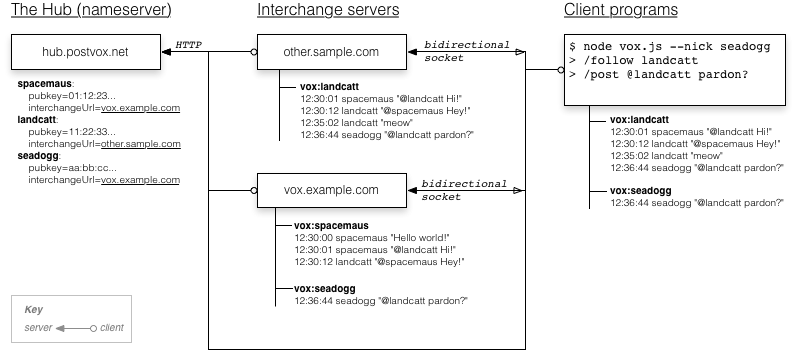 The Hub (nameserver)
hub.postvox.net
spacemaus:
pubkey=01:12:23...
interchangeUrl=vox.example.com
landcatt:
pubkey=11:22:33...
interchangeUrl=other.sample.com
seadogg:
pubkey=aa:bb:cc...
interchangeUrl=vox.example.com
Key
server
client
HTTP
Interchange servers
other.sample.com
vox:landcatt
12:30:01 spacemaus "@landcatt Hi!"
12:30:12 landcatt "@spacemaus Hey!"
12:35:02 landcatt "meow"
12:36:44 seadogg "@landcatt pardon?"
vox.example.com
vox:spacemaus
12:30:00 spacemaus "Hello world!"
12:30:01 spacemaus "@landcatt Hi!"
12:30:12 landcatt "@spacemaus Hey!"
vox:seadogg
12:36:44 seadogg "@landcatt pardon?"
bidirectional
socket
bidirectional
socket
Client programs
$ node vox.js --nick seadogg
> /follow landcatt
> /post @landcatt pardon?
vox:landcatt
12:30:01 spacemaus "@landcatt Hi!"
12:30:12 landcatt "@spacemaus Hey!"
12:35:02 landcatt "meow"
12:36:44 seadogg "@landcatt pardon?"
vox:seadogg
12:36:44 seadogg "@landcatt pardon?"